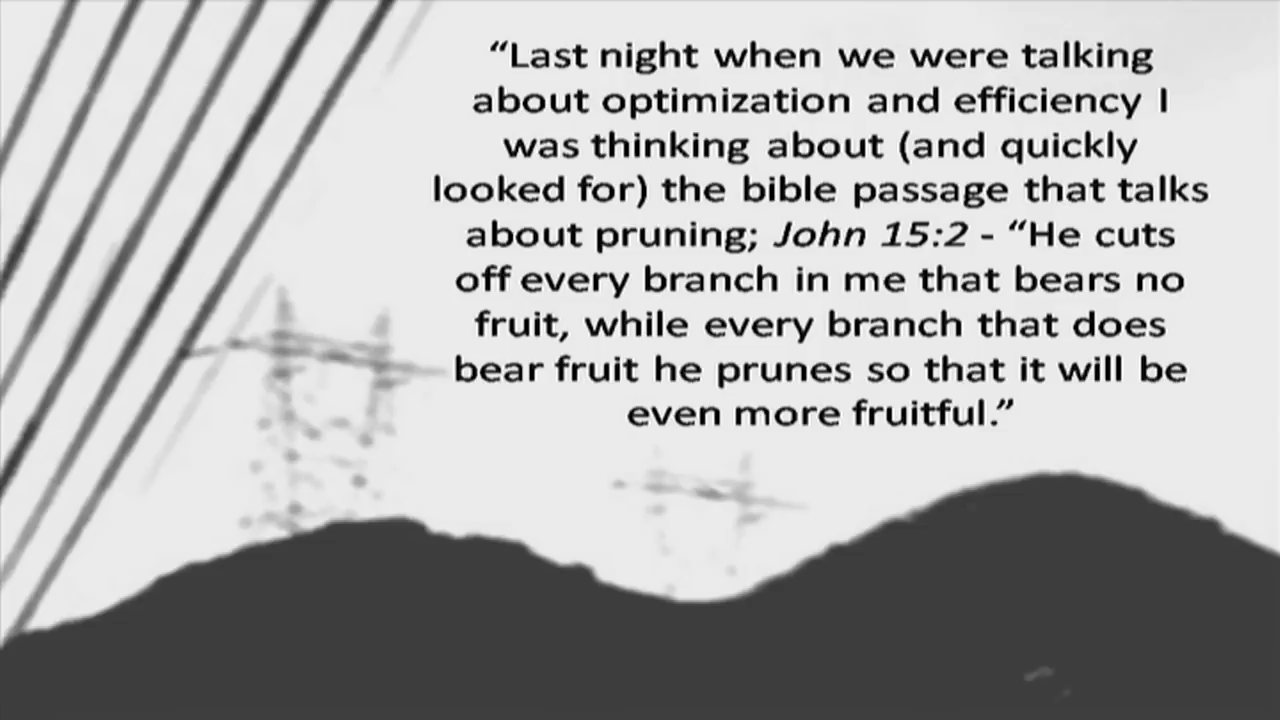 “Last night when we were talking
about optimization and efficiency I
was thinking about (and quickly
looked for) the bible passage that talks
about pruning; John 15:2 - “He cuts
off every branch in me that bears no
fruit, while every branch that does
bear fruit he prunes so that it will be
even more fruitful.”